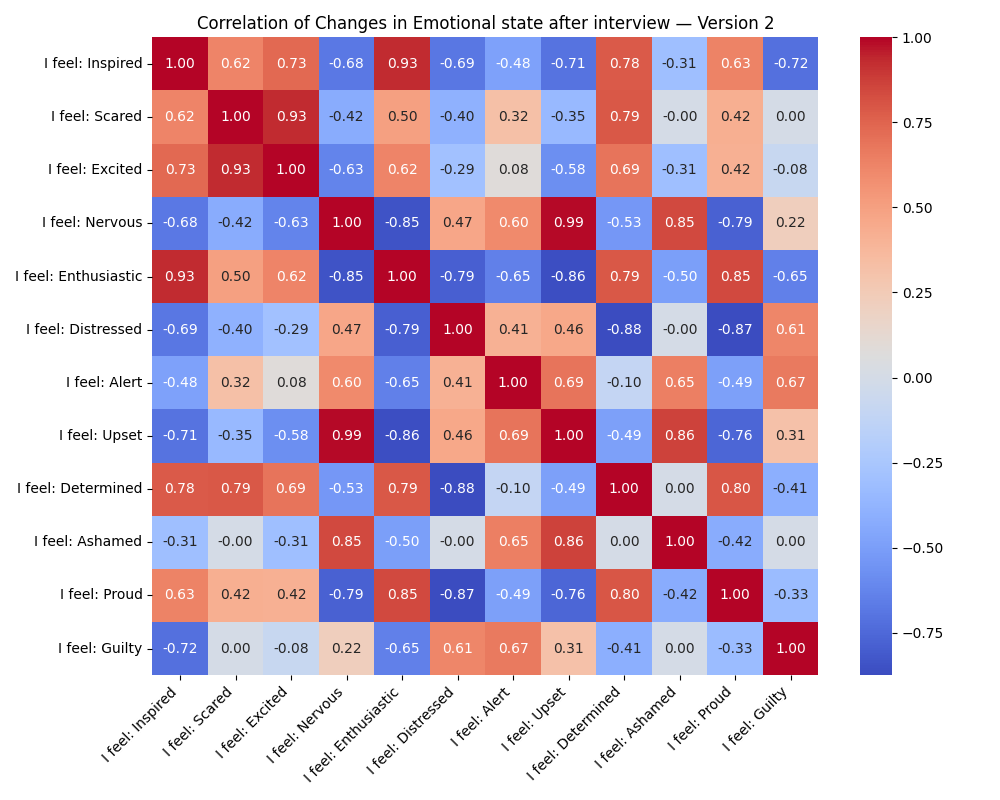 Correlation of Changes in Emotional state after interview — Version 2
I feel: Inspired 1.00 0.62 0.73 -0.68 0.93 -0.69 -0.48 -0.71 0.78 -0.31 0.63 -0.72
I feel: Scared 0.62 1.00 0.93 -0.42 0.50 -0.40 0.32 -0.35 0.79 -0.00 0.42 0.00
I feel: Excited 0.73 0.93 1.00 -0.63 0.62 -0.29 0.08 -0.58 0.69 -0.31 0.42 -0.08
I feel: Nervous -0.68 -0.42 -0.63 1.00 -0.85 0.47 0.60 0.99 -0.53 0.85 -0.79 0.22
I feel: Enthusiastic 0.93 0.50 0.62 -0.85 1.00 -0.79 -0.65 -0.86 0.79 -0.50 0.85 -0.65
I feel: Distressed -0.69 -0.40 -0.29 0.47 -0.79 1.00 0.41 0.46 -0.88 -0.00 -0.87 0.61
I feel: Alert -0.48 0.32 0.08 0.60 -0.65 0.41 1.00 0.69 -0.10 0.65 -0.49 0.67
I feel: Upset -0.71 -0.35 -0.58 0.99 -0.86 0.46 0.69 1.00 -0.49 0.86 -0.76 0.31
I feel: Determined 0.78 0.79 0.69 -0.53 0.79 -0.88 -0.10 -0.49 1.00 0.00 0.80 -0.41
I feel: Ashamed -0.31 -0.00 -0.31 0.85 -0.50 -0.00 0.65 0.86 0.00 1.00 -0.42 0.00
I feel: Proud 0.63 0.42 0.42 -0.79 0.85 -0.87 -0.49 -0.76 0.80 -0.42 1.00 -0.33
I feel: Guilty -0.72 0.00 -0.08 0.22 -0.65 0.61 0.67 0.31 -0.41 0.00 -0.33 1.00
I feel: Inspired
I feel: Scared
I feel: Excited
I feel: Nervous
I feel: Enthusiastic
I feel: Distressed
I feel: Alert
I feel: Upset
I feel: Determined
I feel: Ashamed
I feel: Proud
I feel: Guilty
1.00
0.75
0.50
0.25
0.00
−0.25
−0.50
−0.75